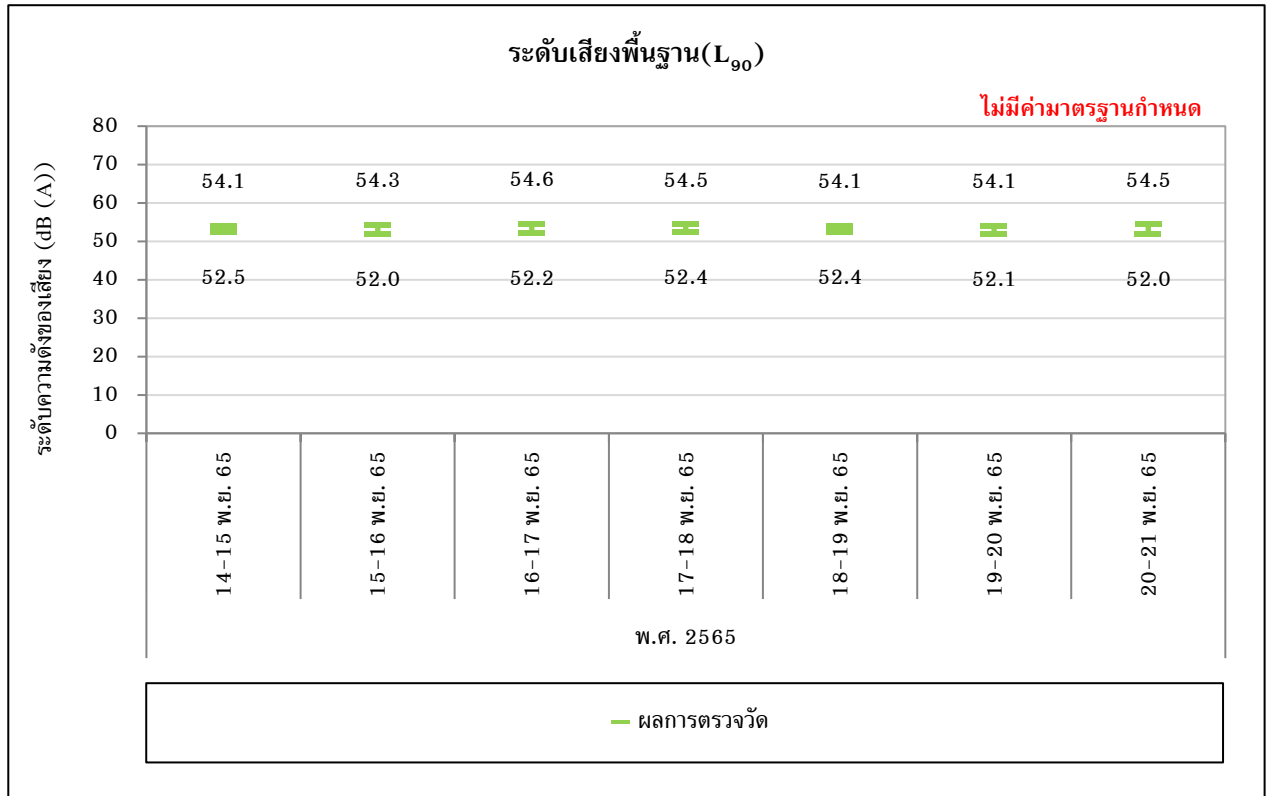 ระดับเสียงพื้นฐาน(L90)
ไม่มีค่ามาตรฐานกำหนด
ระดับความดังของเสียง (dB (A))
80
70
60
50
40
30
20
10
0
54.1 54.3 54.6 54.5 54.1 54.1 54.5
52.5 52.0 52.2 52.4 52.4 52.1 52.0
14-15 พ.ย. 65
15-16 พ.ย. 65
16-17 พ.ย. 65
17-18 พ.ย. 65
18-19 พ.ย. 65
19-20 พ.ย. 65
20-21 พ.ย. 65
พ.ศ. 2565
ผลการตรวจวัด